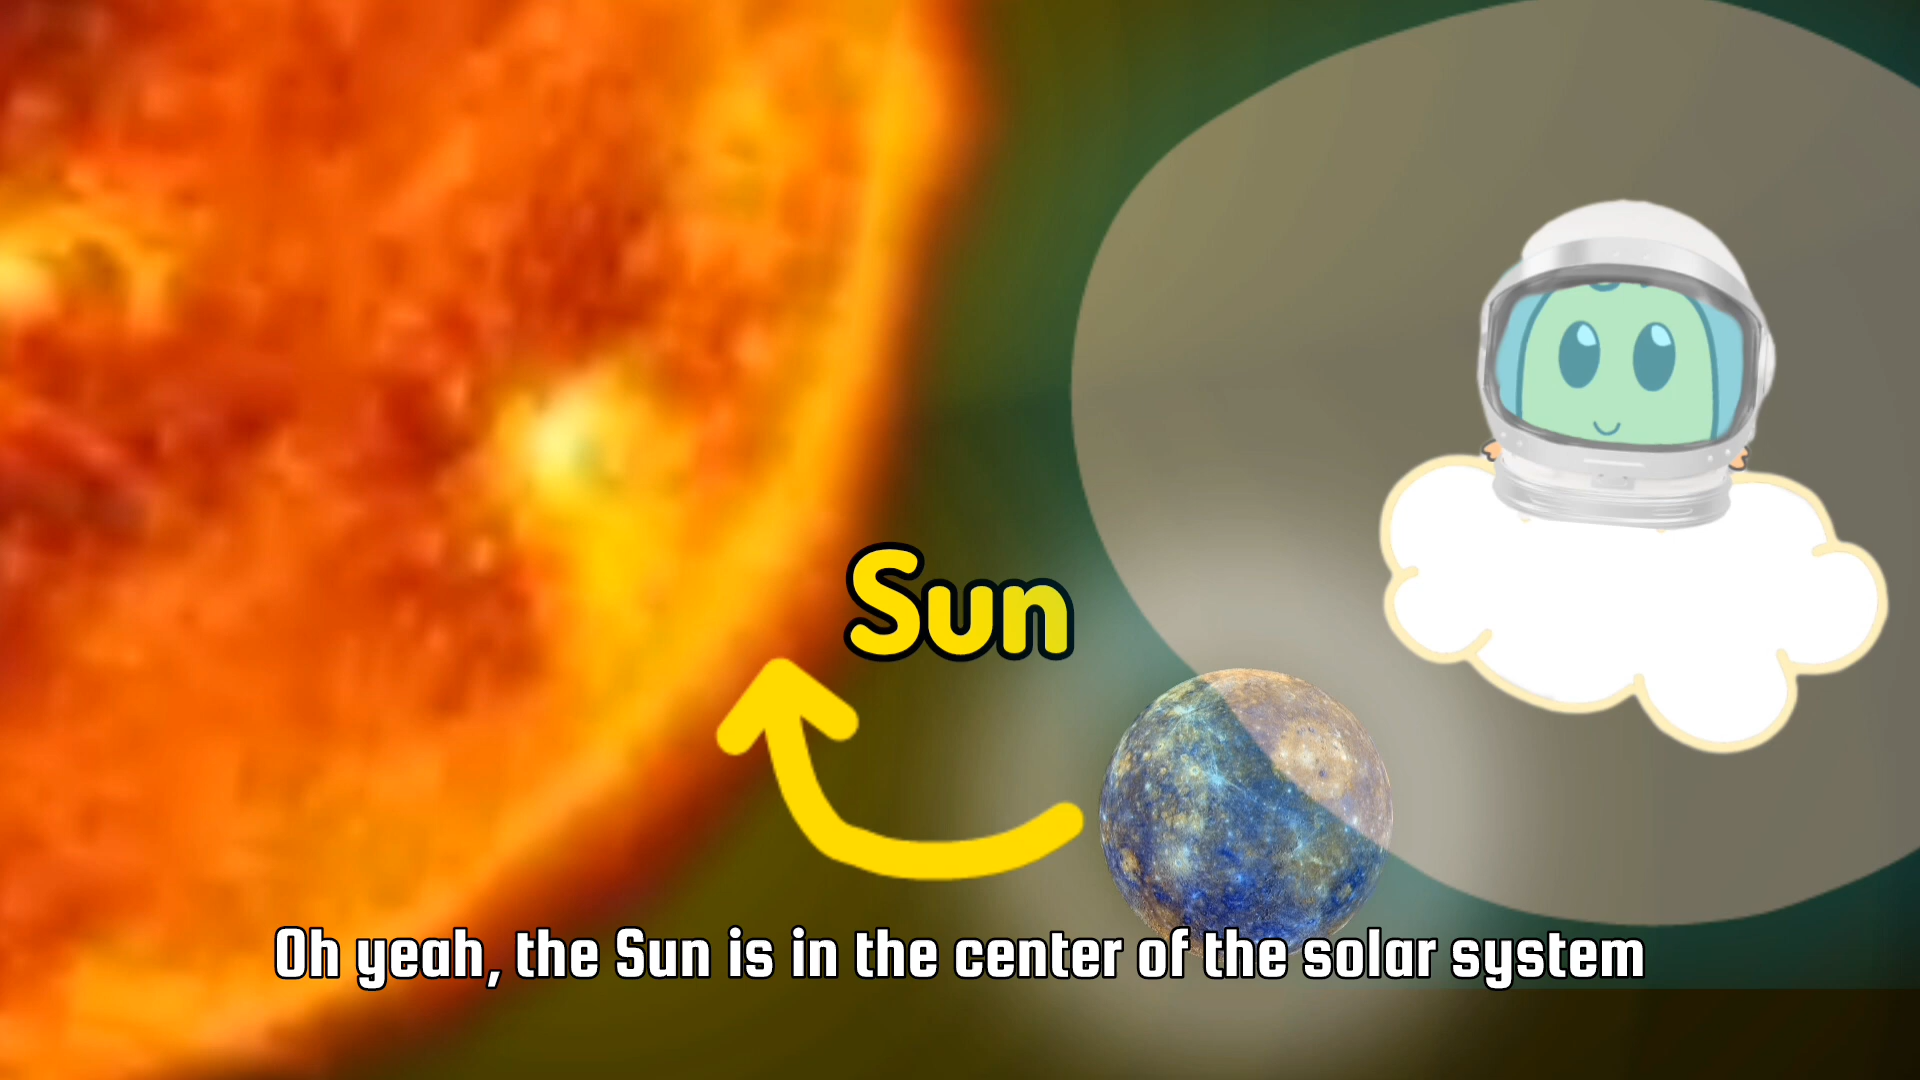 Sun
Oh yeah, the Sun is in the center of the solar system